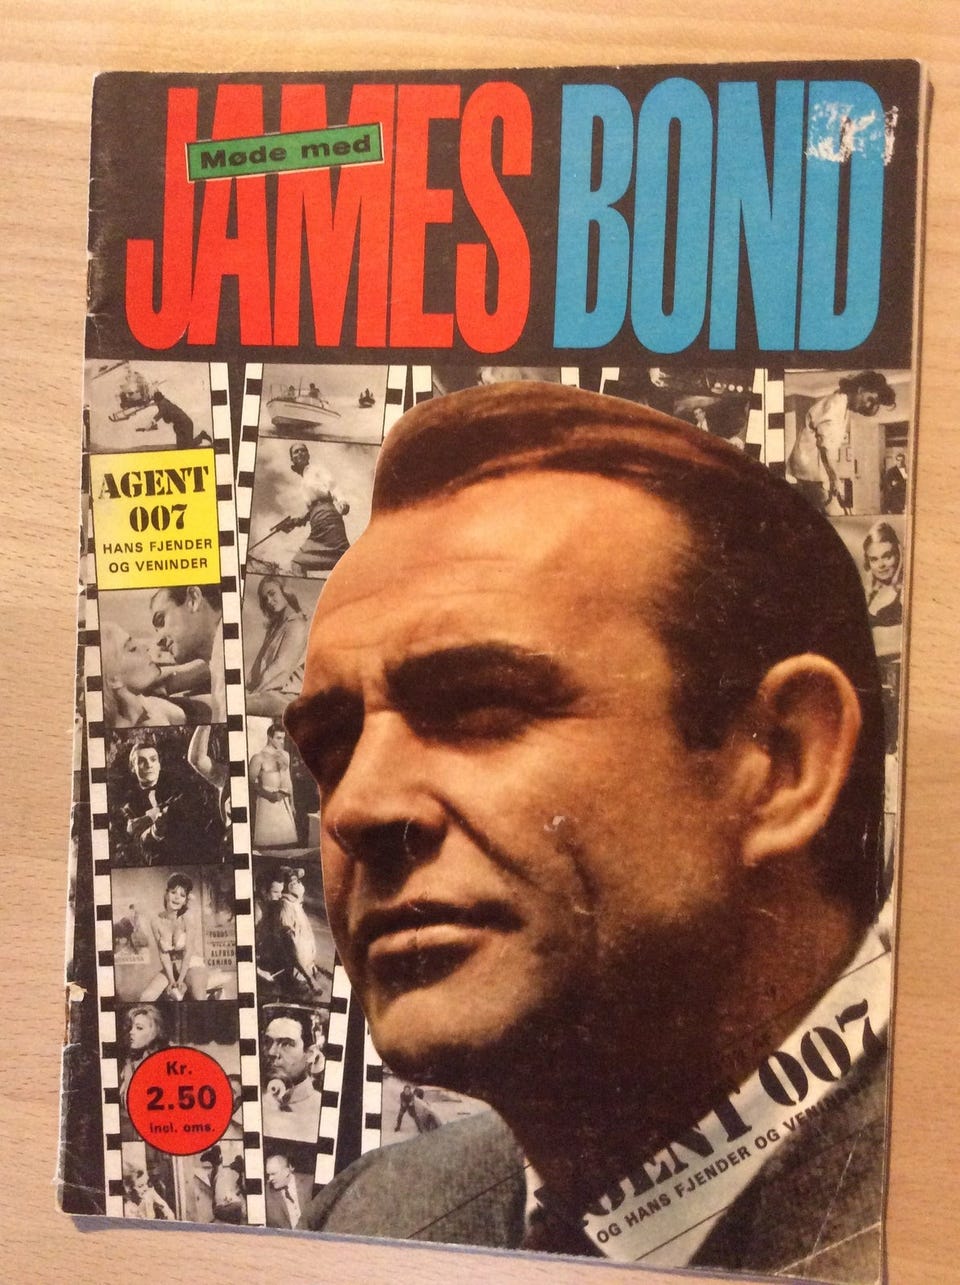 Møde med
JAMES BOND
AGENT
007
HANS FJENDER
OG VENINDER
ALFRED
Kr.
2.50
incl. oms.
AGENT 007
OG HANS FJENDER OG VENINDER